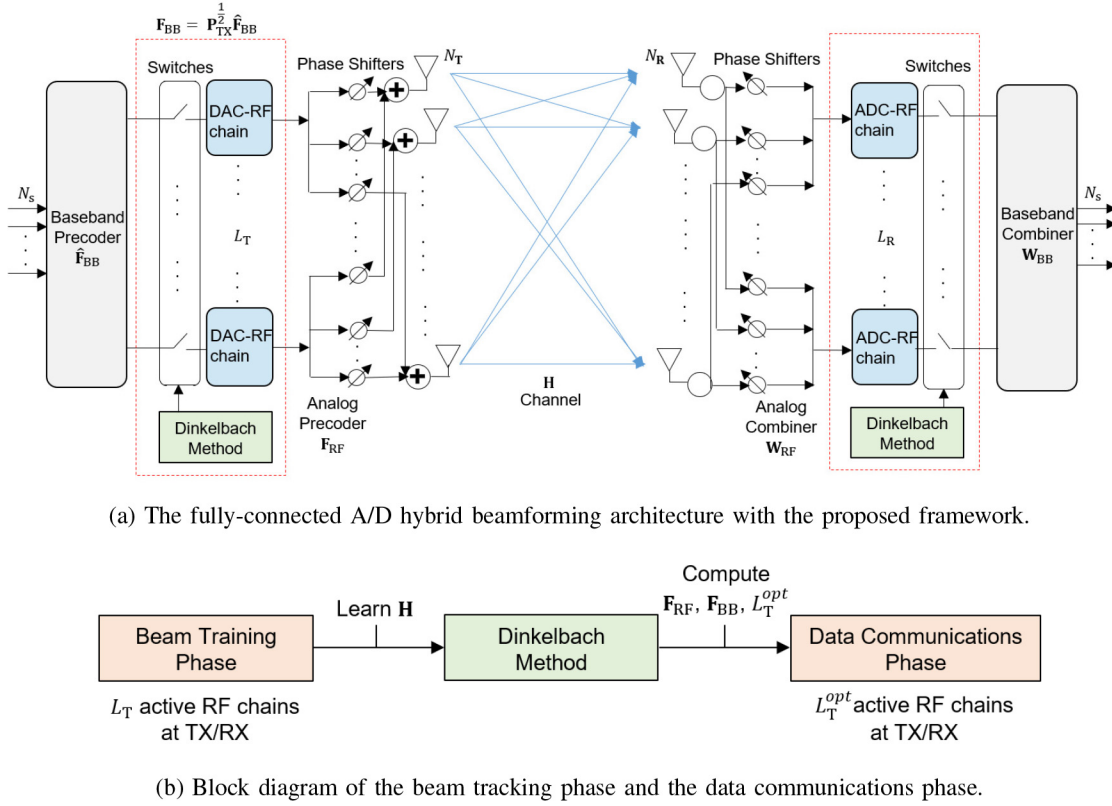 F_BB = P_TX^{1/2} F̂_BB
Switches
DAC-RF
chain
Phase Shifters
N_T
N_R
Phase Shifters
Switches
ADC-RF
chain
N_s
Baseband
Precoder
F̂_BB
L_T
L_R
Baseband
Combiner
W_BB
N_s
DAC-RF
chain
ADC-RF
chain
Dinkelbach
Method
Analog
Precoder
F_RF
H
Channel
Analog
Combiner
W_RF
Dinkelbach
Method
(a) The fully-connected A/D hybrid beamforming architecture with the proposed framework.
Beam Training
Phase
Learn H
Dinkelbach
Method
Compute
F_RF, F_BB, L_T^{opt}
Data Communications
Phase
L_T active RF chains
at TX/RX
L_T^{opt} active RF chains
at TX/RX
(b) Block diagram of the beam tracking phase and the data communications phase.